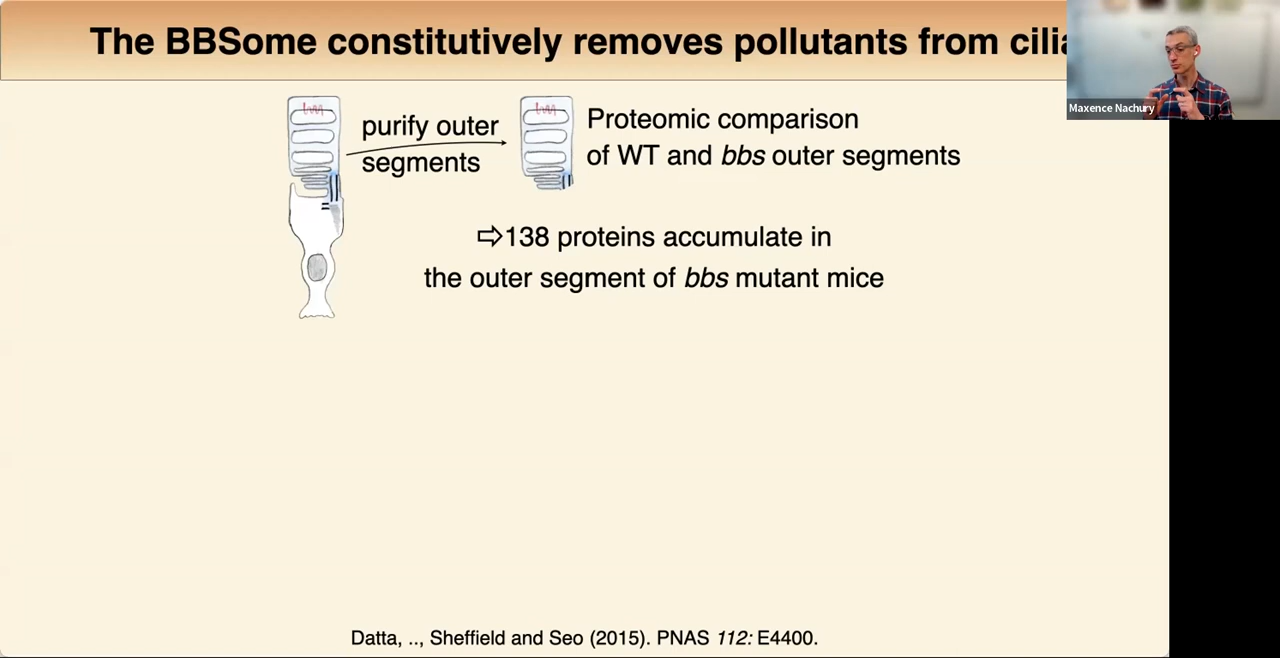 The BBSome constitutively removes pollutants from cilia
Maxence Nachury
purify outer
segments
Proteomic comparison
of WT and bbs outer segments
⇨138 proteins accumulate in
the outer segment of bbs mutant mice
Datta, .., Sheffield and Seo (2015). PNAS 112: E4400.